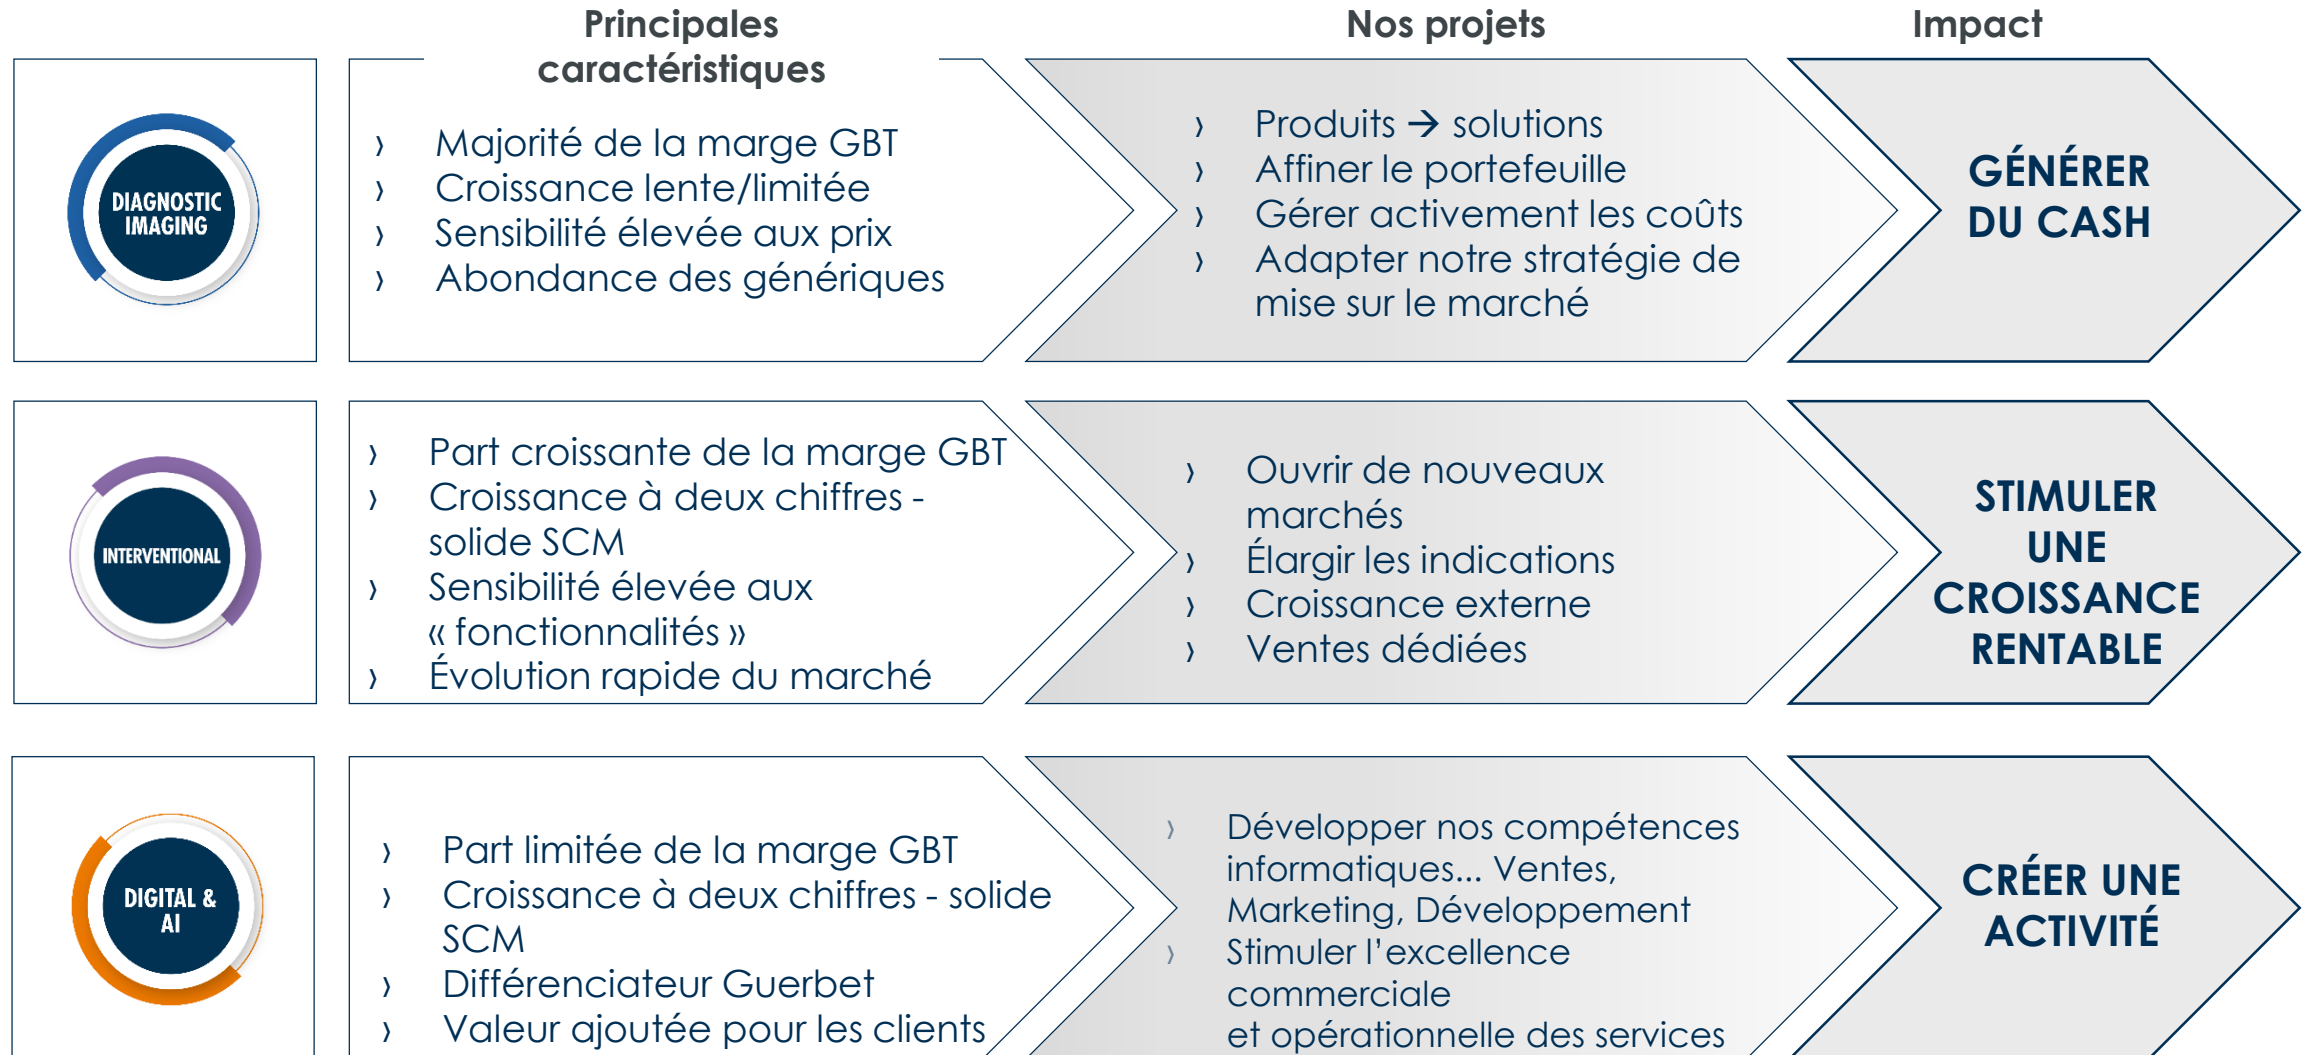 Principales
caractéristiques
Nos projets
Impact
DIAGNOSTIC
IMAGING
› Majorité de la marge GBT
› Croissance lente/limitée
› Sensibilité élevée aux prix
› Abondance des génériques
› Produits → solutions
› Affiner le portefeuille
› Gérer activement les coûts
› Adapter notre stratégie de
mise sur le marché
GÉNÉRER
DU CASH
INTERVENTIONAL
› Part croissante de la marge GBT
› Croissance à deux chiffres -
solide SCM
› Sensibilité élevée aux
« fonctionnalités »
› Évolution rapide du marché
› Ouvrir de nouveaux
marchés
› Élargir les indications
› Croissance externe
› Ventes dédiées
STIMULER
UNE
CROISSANCE
RENTABLE
DIGITAL &
AI
› Part limitée de la marge GBT
› Croissance à deux chiffres - solide
SCM
› Différenciateur Guerbet
› Valeur ajoutée pour les clients
› Développer nos compétences
informatiques... Ventes,
Marketing, Développement
› Stimuler l’excellence
commerciale
et opérationnelle des services
CRÉER UNE
ACTIVITÉ